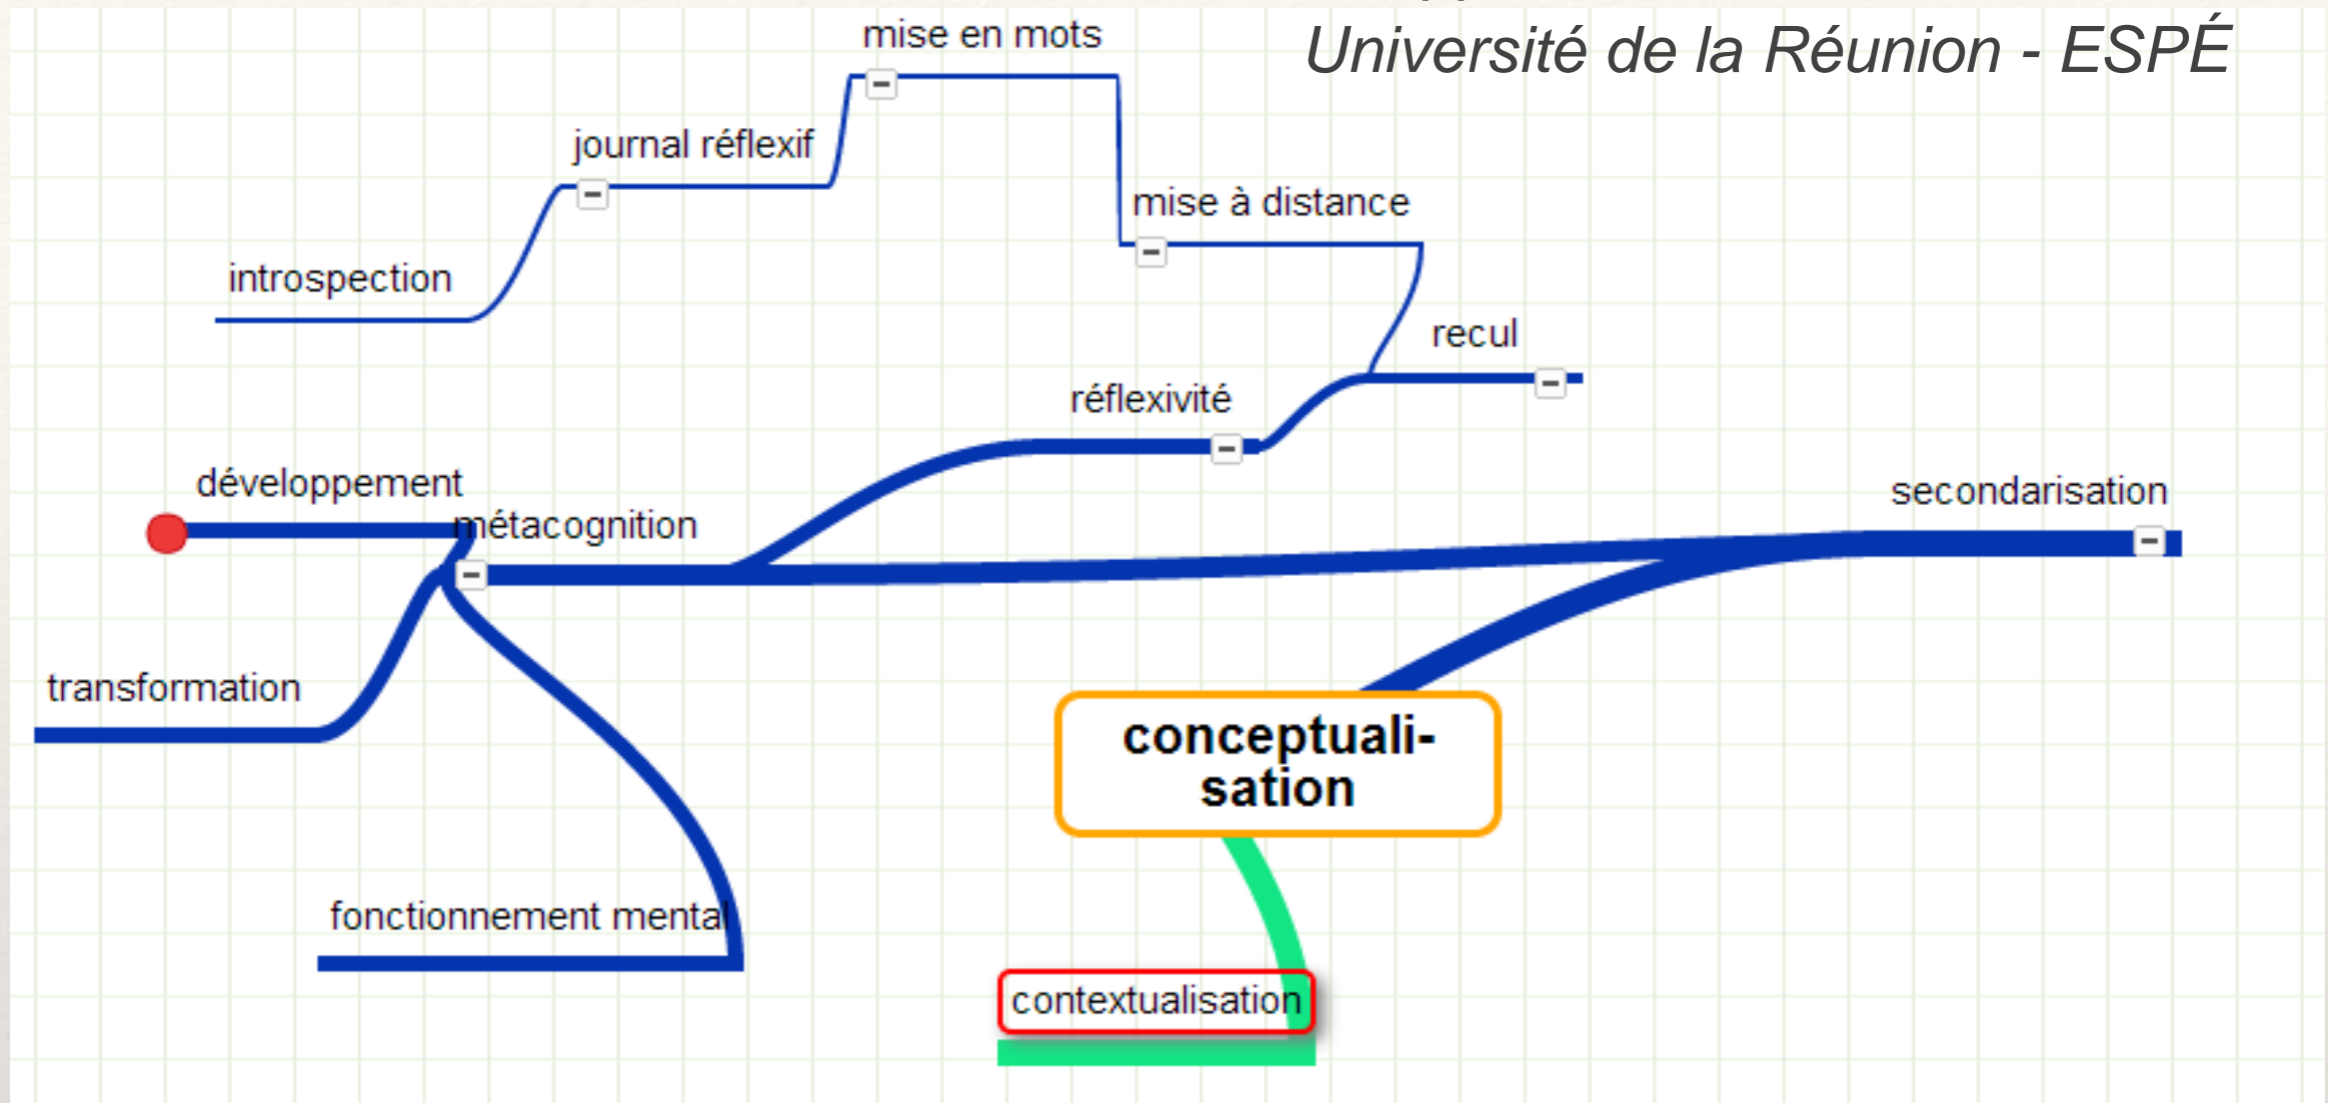 Université de la Réunion - ESPÉ
mise en mots
journal réflexif
mise à distance
introspection
recul
réflexivité
développement
métacognition
secondarisation
transformation
conceptuali-
sation
fonctionnement mental
contextualisation